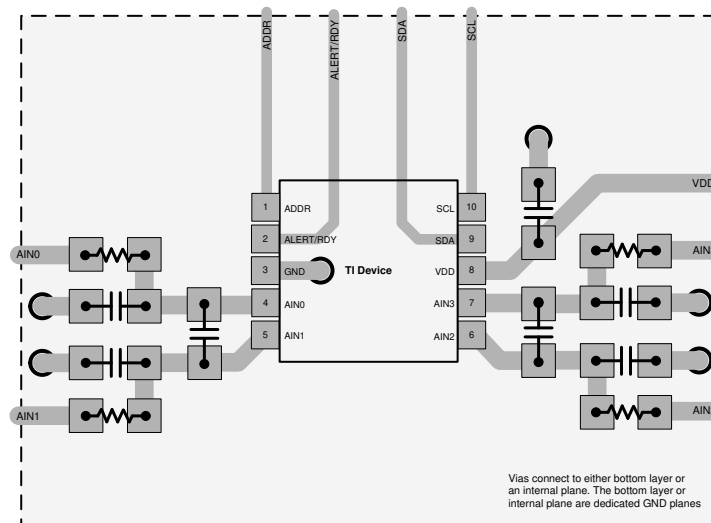 ADDR
ALERT/RDY
SDA
SCL
VDD
1 ADDR
SCL 10
2 ALERT/RDY
SDA 9
3 GND
TI Device
VDD 8
AIN0
AIN
4 AIN0
AIN3 7
5 AIN1
AIN2 6
AIN1
AIN
Vias connect to either bottom layer or
an internal plane. The bottom layer or
internal plane are dedicated GND planes